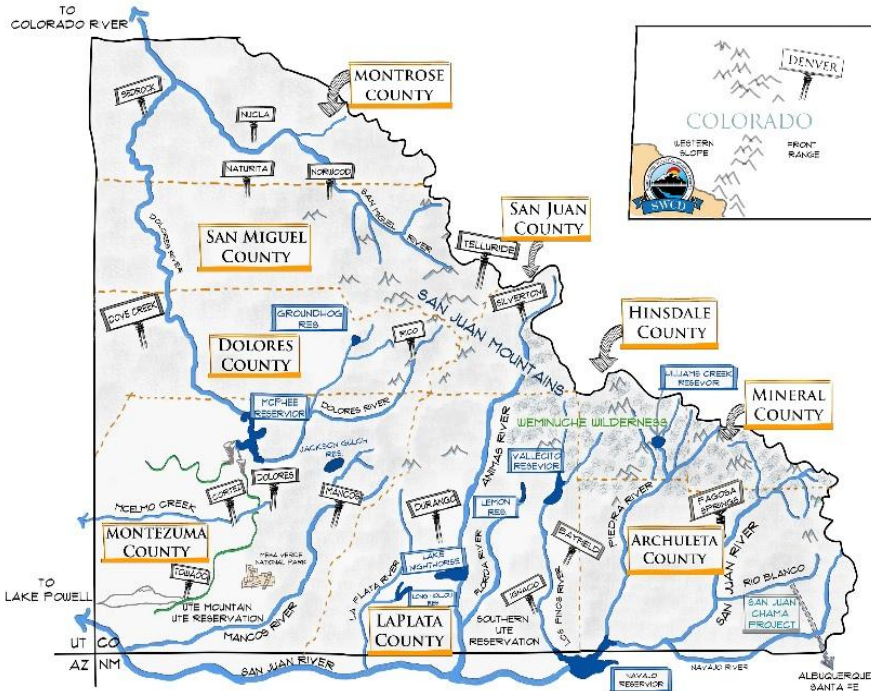 TO
COLORADO RIVER
MONTROSE
COUNTY
BEDROCK
NUCLA
NATURITA
NORWOOD
DENVER
COLORADO
WESTERN
SLOPE
FRONT
RANGE
SWCD
DOLORES RIVER
SAN MIGUEL
COUNTY
SAN MIGUEL RIVER
SAN JUAN
COUNTY
TELLURIDE
SILVERTON
SAN JUAN MOUNTAINS
DOVE CREEK
GROUNDHOG
RES.
DOLORES
COUNTY
RICO
HINSDALE
COUNTY
WILLIAMS CREEK
RESEVOIR
MINERAL
COUNTY
MCPHEE
RESERVIOR
DOLORES RIVER
WEMINUCHE WILDERNESS
JACKSON GULCH
RES.
ANIMAS RIVER
VALLECITO
RESEVIOR
CORTEZ
DOLORES
MANCOS
DURANGO
LEMON
RES.
PIEDRA RIVER
PAGOSA
SPRINGS
MCELMO CREEK
MONTEZUMA
COUNTY
BAYFIELD
ARCHULETA
COUNTY
TOWAOC
MESA VERDE
NATIONAL PARK
LAKE
NIGHTHORSE
LA PLATA RIVER
FLORIDA RIVER
IGNACIO
LOS PINOS RIVER
SAN JUAN RIVER
RIO BLANCO
TO
LAKE POWELL
UTE MOUNTAIN
UTE RESERVATION
MANCOS RIVER
LAPLATA
COUNTY
SOUTHERN
UTE
RESERVATION
SAN JUAN
CHAMA
PROJECT
UT CO
AZ NM
SAN JUAN RIVER
NAVAJO
RESERVIOR
NAVAJO RIVER
ALBUQUERQUE
SANTA FE